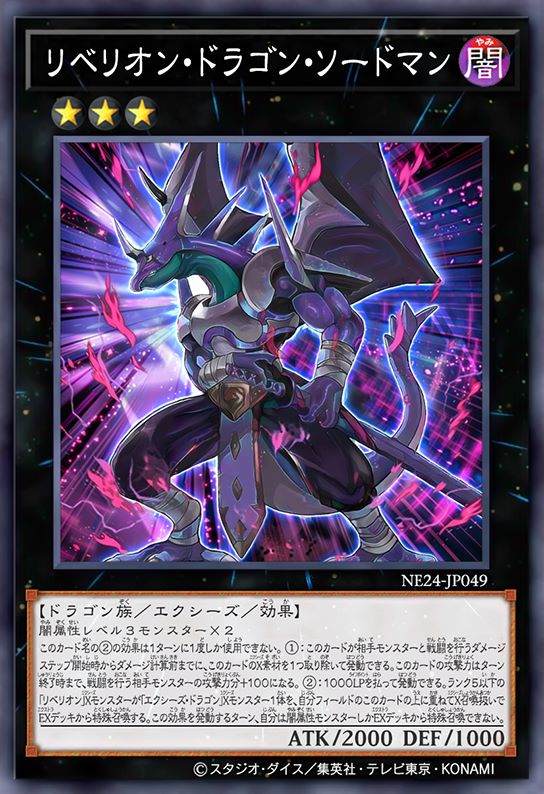 リベリオン・ドラゴン・ソードマン 闇
NE24-JP049
【ドラゴン族／エクシーズ／効果】
闇属性レベル３モンスター×２
このカード名の②の効果は1ターンに1度しか使用できない。①：このカードが相手モンスターと戦闘を行うダメージ
ステップ開始時からダメージ計算前までに、このカードのX素材を1つ取り除いて発動できる。このカードの攻撃力はターン
終了時まで、戦闘を行う相手モンスターの攻撃力分＋100になる。②：1000LPを払って発動できる。ランク5以下の
「リベリオン」Xモンスターか「エクシーズ・ドラゴン」Xモンスター1体を、自分フィールドのこのカードの上に重ねてX召喚扱いで
EXデッキから特殊召喚する。この効果を発動するターン、自分は闇属性モンスターしかEXデッキから特殊召喚できない。
ATK/2000 DEF/1000
©スタジオ・ダイス/集英社・テレビ東京・KONAMI